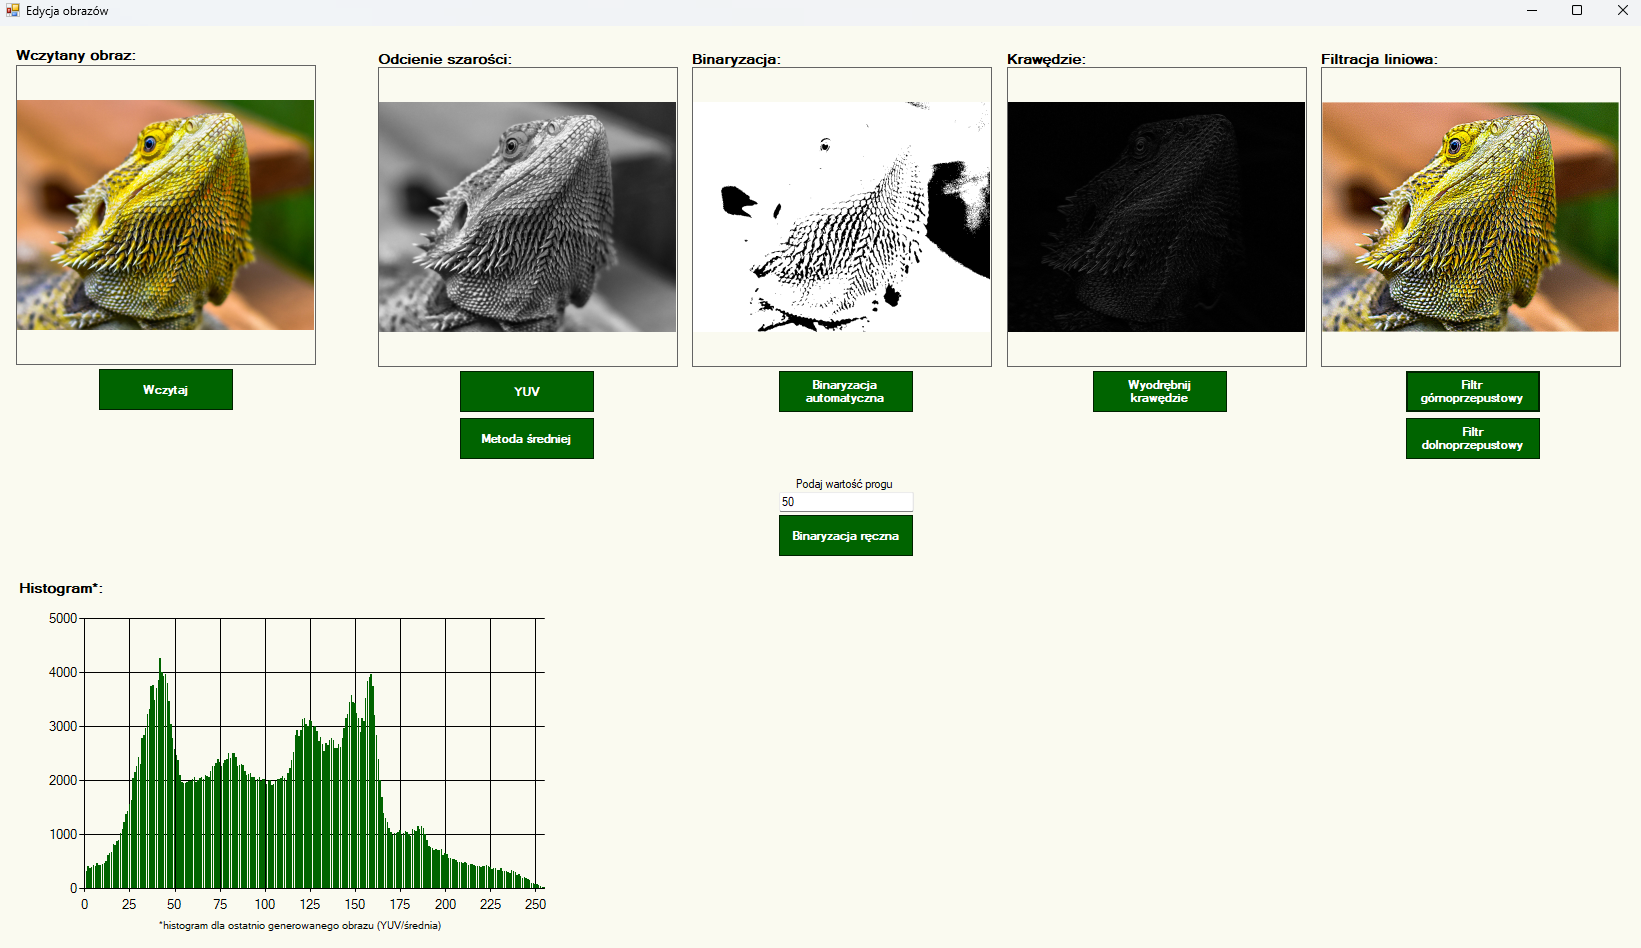 Edycja obrazów
Wczytany obraz:
Odcienie szarości:
Binaryzacja:
Krawędzie:
Filtracja liniowa:
Wczytaj
YUV
Metoda średniej
Binaryzacja
automatyczna
Wyodrębnij
krawędzie
Filtr
górnoprzepustowy
Filtr
dolnoprzepustowy
Podaj wartość progu
50
Binaryzacja ręczna
Histogram*:
5000
4000
3000
2000
1000
0
0 25 50 75 100 125 150 175 200 225 250
*histogram dla ostatnio generowanego obrazu (YUV/średnia)